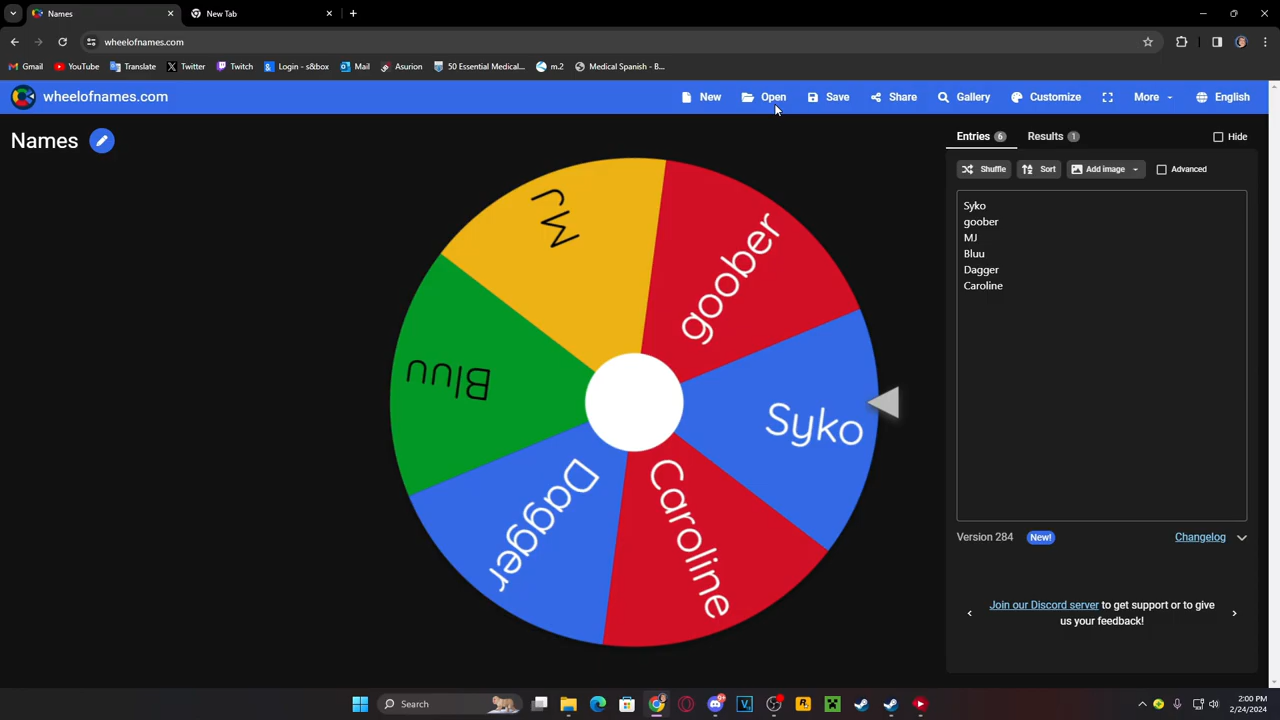 Names
New Tab
wheelofnames.com
Gmail
YouTube
Translate
Twitter
Twitch
Login - s&box
Mail
Asurion
50 Essential Medical...
m.2
Medical Spanish - B...
wheelofnames.com
New
Open
Save
Share
Gallery
Customize
More
English
Names
Entries 6
Results 1
Hide
Shuffle
Sort
Add image
Advanced
Syko
goober
MJ
Bluu
Dagger
Caroline
MJ
goober
Syko
Caroline
Dagger
Bluu
Version 284
New!
Changelog
Join our Discord server to get support or to give
us your feedback!
Search
2:00 PM
2/24/2024